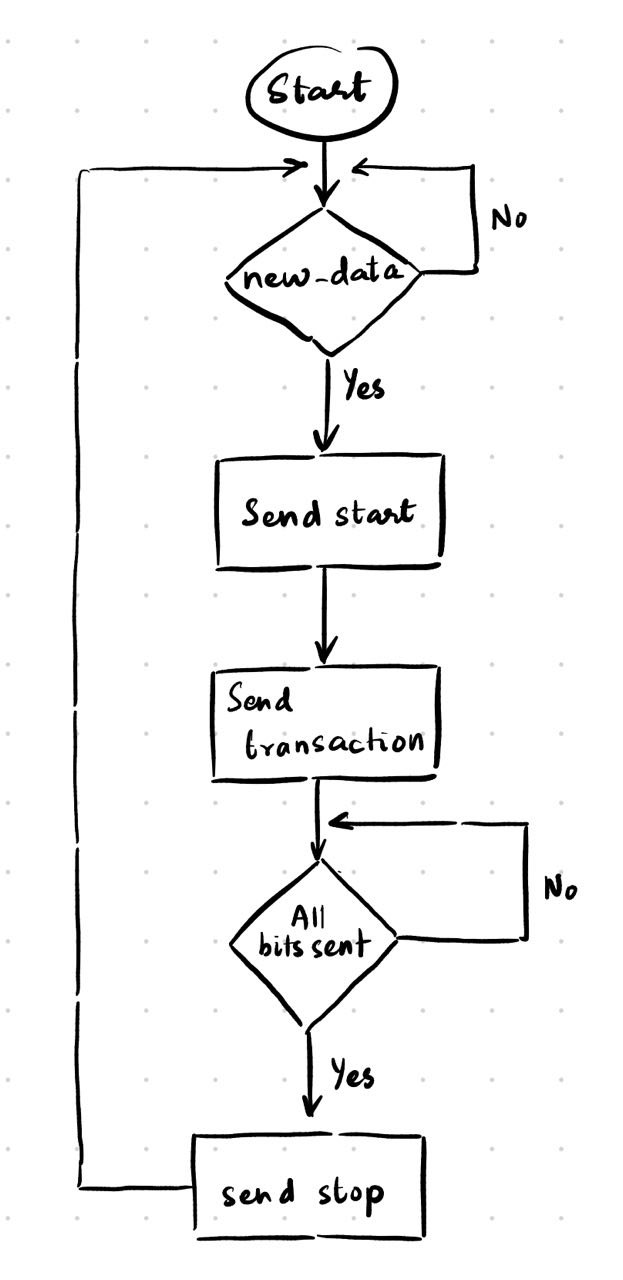 Start
No
new_data
Yes
Send start
Send
transaction
All
bits sent
No
Yes
send stop